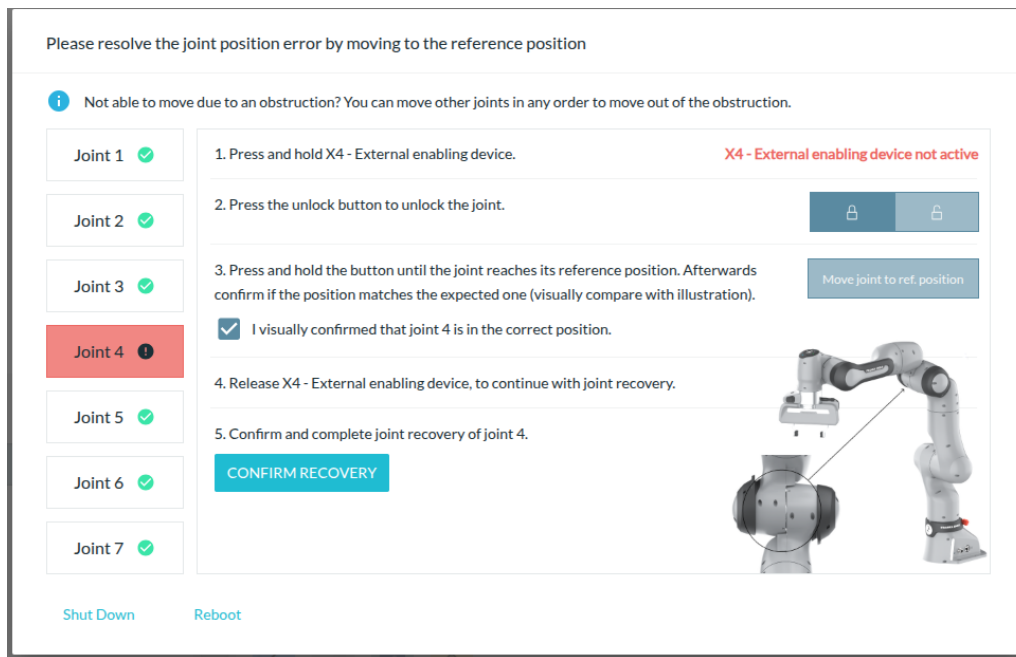 Please resolve the joint position error by moving to the reference position
Not able to move due to an obstruction? You can move other joints in any order to move out of the obstruction.
Joint 1
Joint 2
Joint 3
Joint 4
Joint 5
Joint 6
Joint 7
1. Press and hold X4 - External enabling device.
X4 - External enabling device not active
2. Press the unlock button to unlock the joint.
3. Press and hold the button until the joint reaches its reference position. Afterwards
confirm if the position matches the expected one (visually compare with illustration).
Move joint to ref. position
I visually confirmed that joint 4 is in the correct position.
4. Release X4 - External enabling device, to continue with joint recovery.
5. Confirm and complete joint recovery of joint 4.
CONFIRM RECOVERY
Shut Down
Reboot